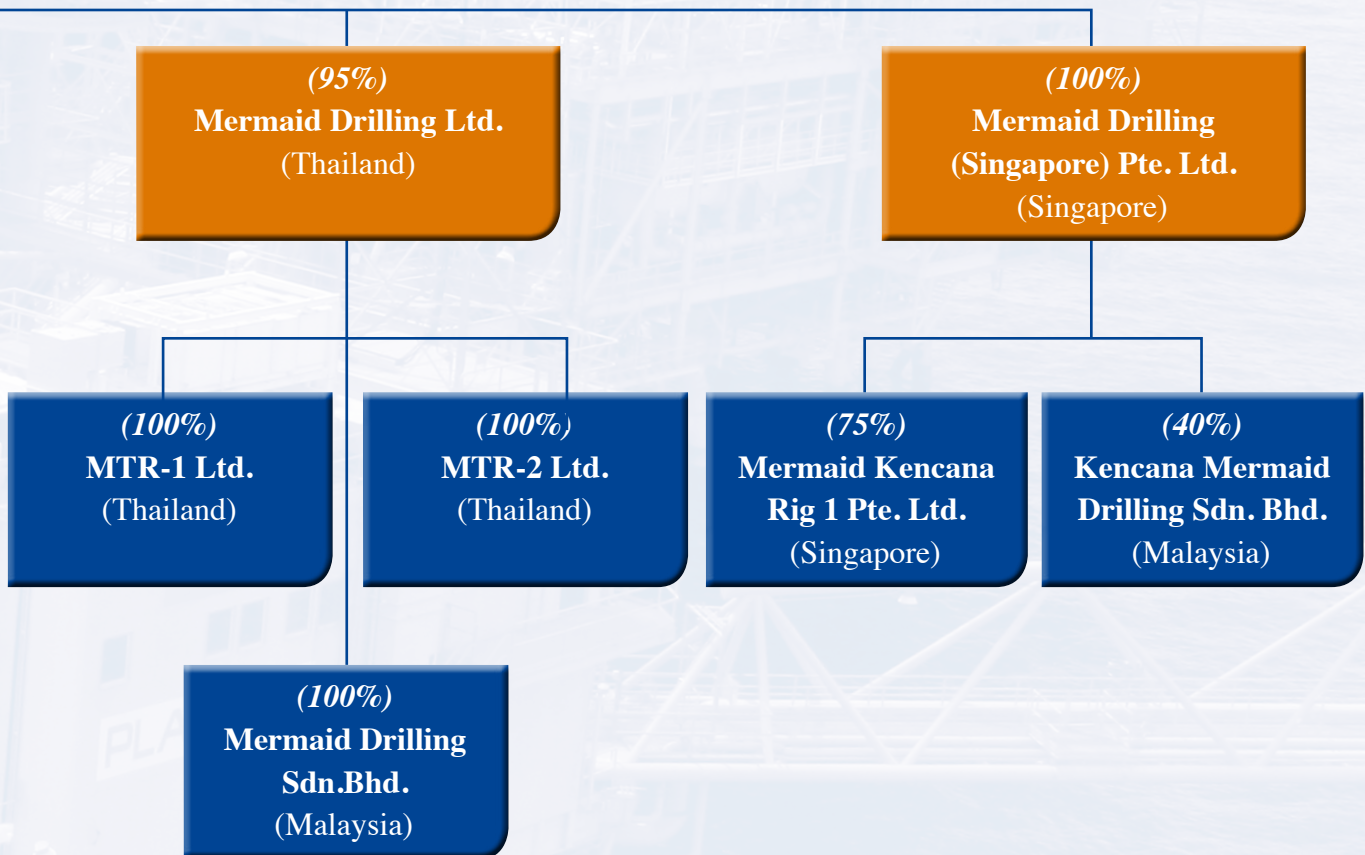 (95%)
Mermaid Drilling Ltd.
(Thailand)
(100%)
Mermaid Drilling
(Singapore) Pte. Ltd.
(Singapore)
(100%)
MTR-1 Ltd.
(Thailand)
(100%)
MTR-2 Ltd.
(Thailand)
(75%)
Mermaid Kencana
Rig 1 Pte. Ltd.
(Singapore)
(40%)
Kencana Mermaid
Drilling Sdn. Bhd.
(Malaysia)
(100%)
Mermaid Drilling
Sdn.Bhd.
(Malaysia)
PLA